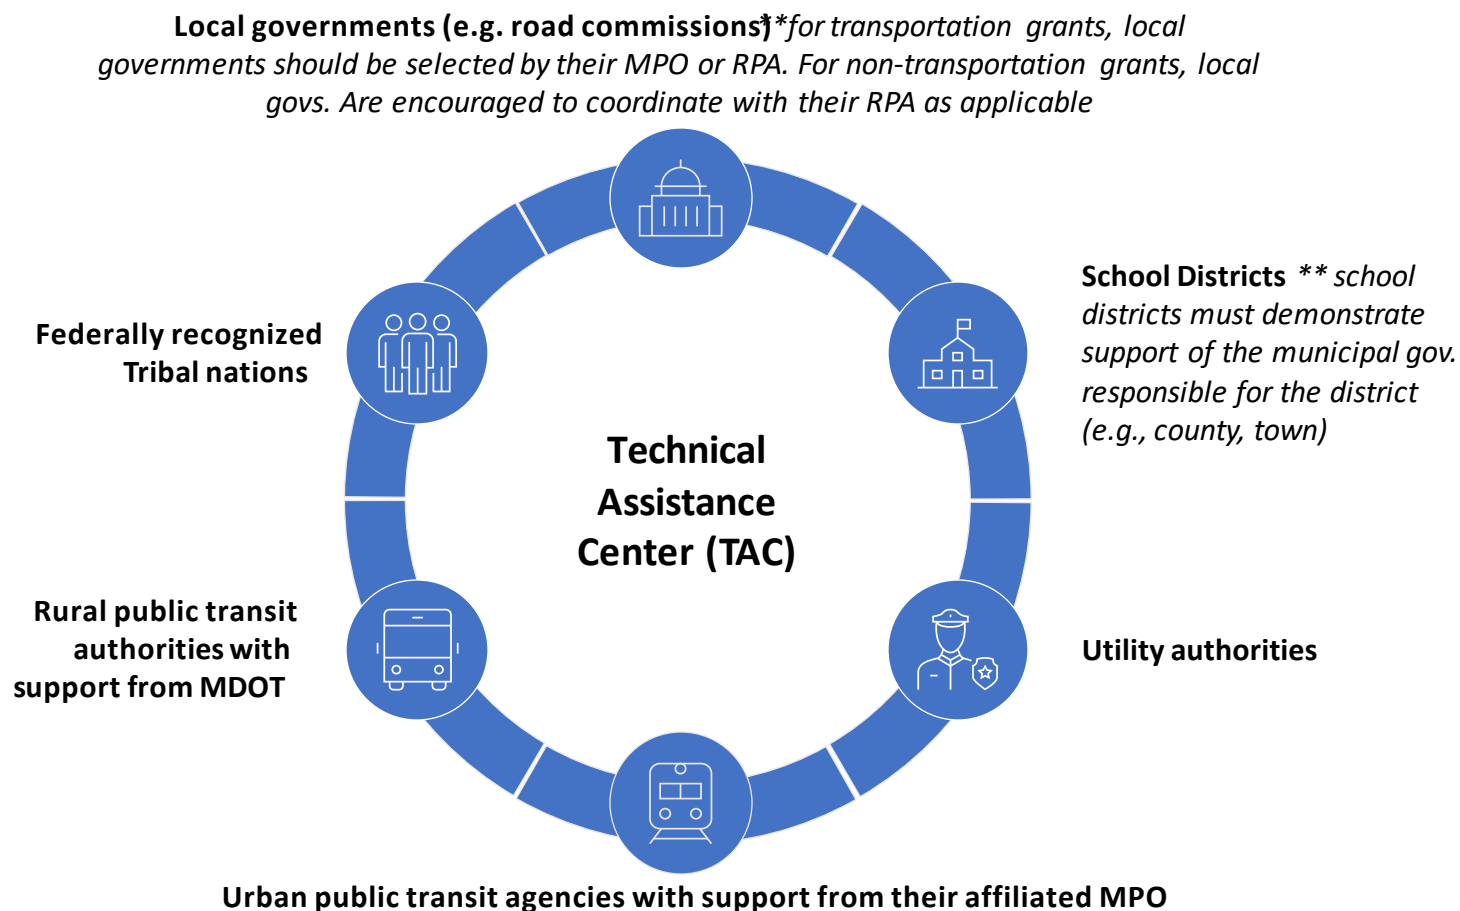 Local governments (e.g. road commissions)**for transportation grants, local
governments should be selected by their MPO or RPA. For non-transportation grants, local
govs. Are encouraged to coordinate with their RPA as applicable
School Districts ** school
districts must demonstrate
support of the municipal gov.
responsible for the district
(e.g., county, town)
Federally recognized
Tribal nations
Technical
Assistance
Center (TAC)
Rural public transit
authorities with
support from MDOT
Utility authorities
Urban public transit agencies with support from their affiliated MPO